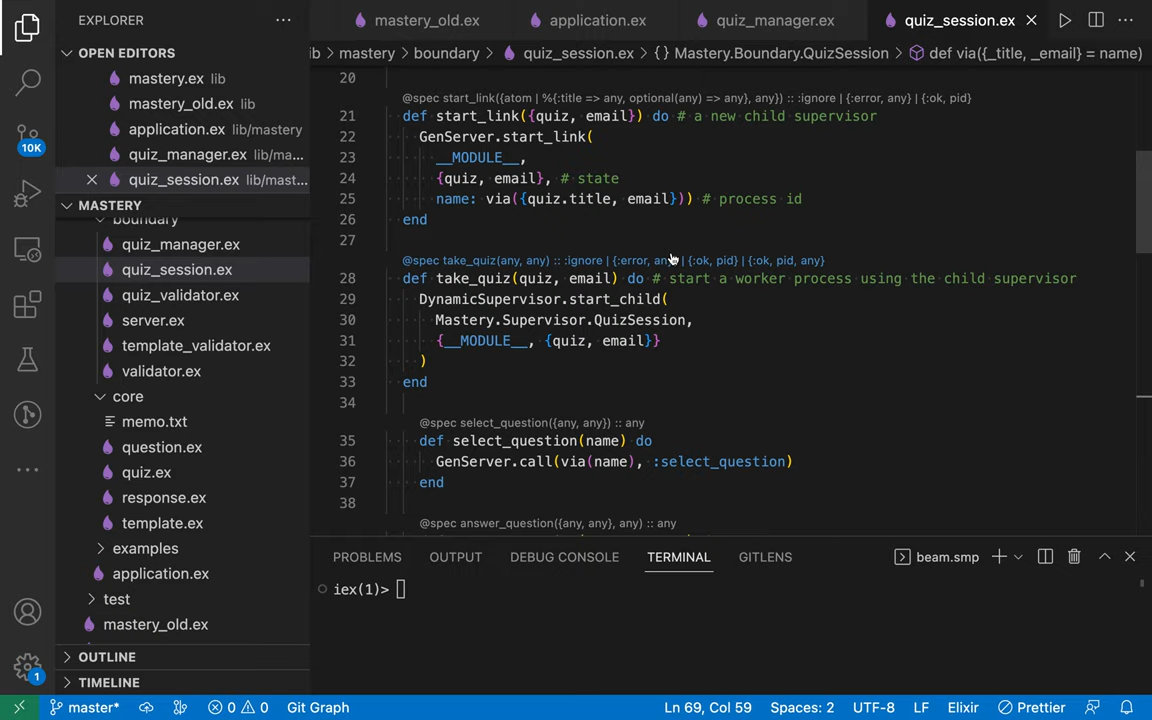 EXPLORER
mastery_old.ex
application.ex
quiz_manager.ex
quiz_session.ex
OPEN EDITORS
ib > mastery > boundary > quiz_session.ex > {} Mastery.Boundary.QuizSession > def via({_title, _email} = name)
mastery.ex lib
mastery_old.ex lib
application.ex lib/mastery
quiz_manager.ex lib/ma...
quiz_session.ex lib/mast...
MASTERY
boundary
quiz_manager.ex
quiz_session.ex
quiz_validator.ex
server.ex
template_validator.ex
validator.ex
core
memo.txt
question.ex
quiz.ex
response.ex
template.ex
examples
application.ex
test
mastery_old.ex
OUTLINE
TIMELINE
10K
1
20
@spec start_link({atom | %{:title => any, optional(any) => any}, any}) :: :ignore | {:error, any} | {:ok, pid}
21 def start_link({quiz, email}) do # a new child supervisor
22 GenServer.start_link(
23 __MODULE__,
24 {quiz, email}, # state
25 name: via({quiz.title, email})) # process id
26 end
27
@spec take_quiz(any, any) :: :ignore | {:error, any} | {:ok, pid} | {:ok, pid, any}
28 def take_quiz(quiz, email) do # start a worker process using the child supervisor
29 DynamicSupervisor.start_child(
30 Mastery.Supervisor.QuizSession,
31 {__MODULE__, {quiz, email}}
32 )
33 end
34
@spec select_question({any, any}) :: any
35 def select_question(name) do
36 GenServer.call(via(name), :select_question)
37 end
38
@spec answer_question({any, any}, any) :: any
PROBLEMS OUTPUT DEBUG CONSOLE TERMINAL GITLENS
beam.smp
iex(1)>
master* 0 0 Git Graph
Ln 69, Col 59 Spaces: 2 UTF-8 LF Elixir Prettier